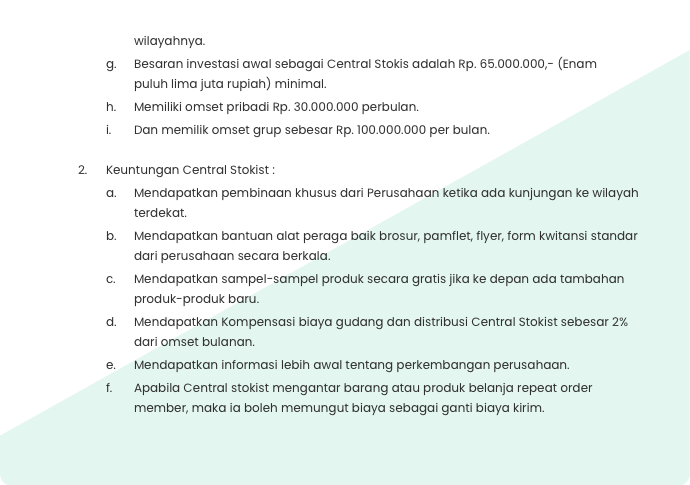 wilayahnya.
g. Besaran investasi awal sebagai Central Stokis adalah Rp. 65.000.000,- (Enam
puluh lima juta rupiah) minimal.
h. Memiliki omset pribadi Rp. 30.000.000 perbulan.
i. Dan memilik omset grup sebesar Rp. 100.000.000 per bulan.
2. Keuntungan Central Stokist :
a. Mendapatkan pembinaan khusus dari Perusahaan ketika ada kunjungan ke wilayah
terdekat.
b. Mendapatkan bantuan alat peraga baik brosur, pamflet, flyer, form kwitansi standar
dari perusahaan secara berkala.
c. Mendapatkan sampel-sampel produk secara gratis jika ke depan ada tambahan
produk-produk baru.
d. Mendapatkan Kompensasi biaya gudang dan distribusi Central Stokist sebesar 2%
dari omset bulanan.
e. Mendapatkan informasi lebih awal tentang perkembangan perusahaan.
f. Apabila Central stokist mengantar barang atau produk belanja repeat order
member, maka ia boleh memungut biaya sebagai ganti biaya kirim.